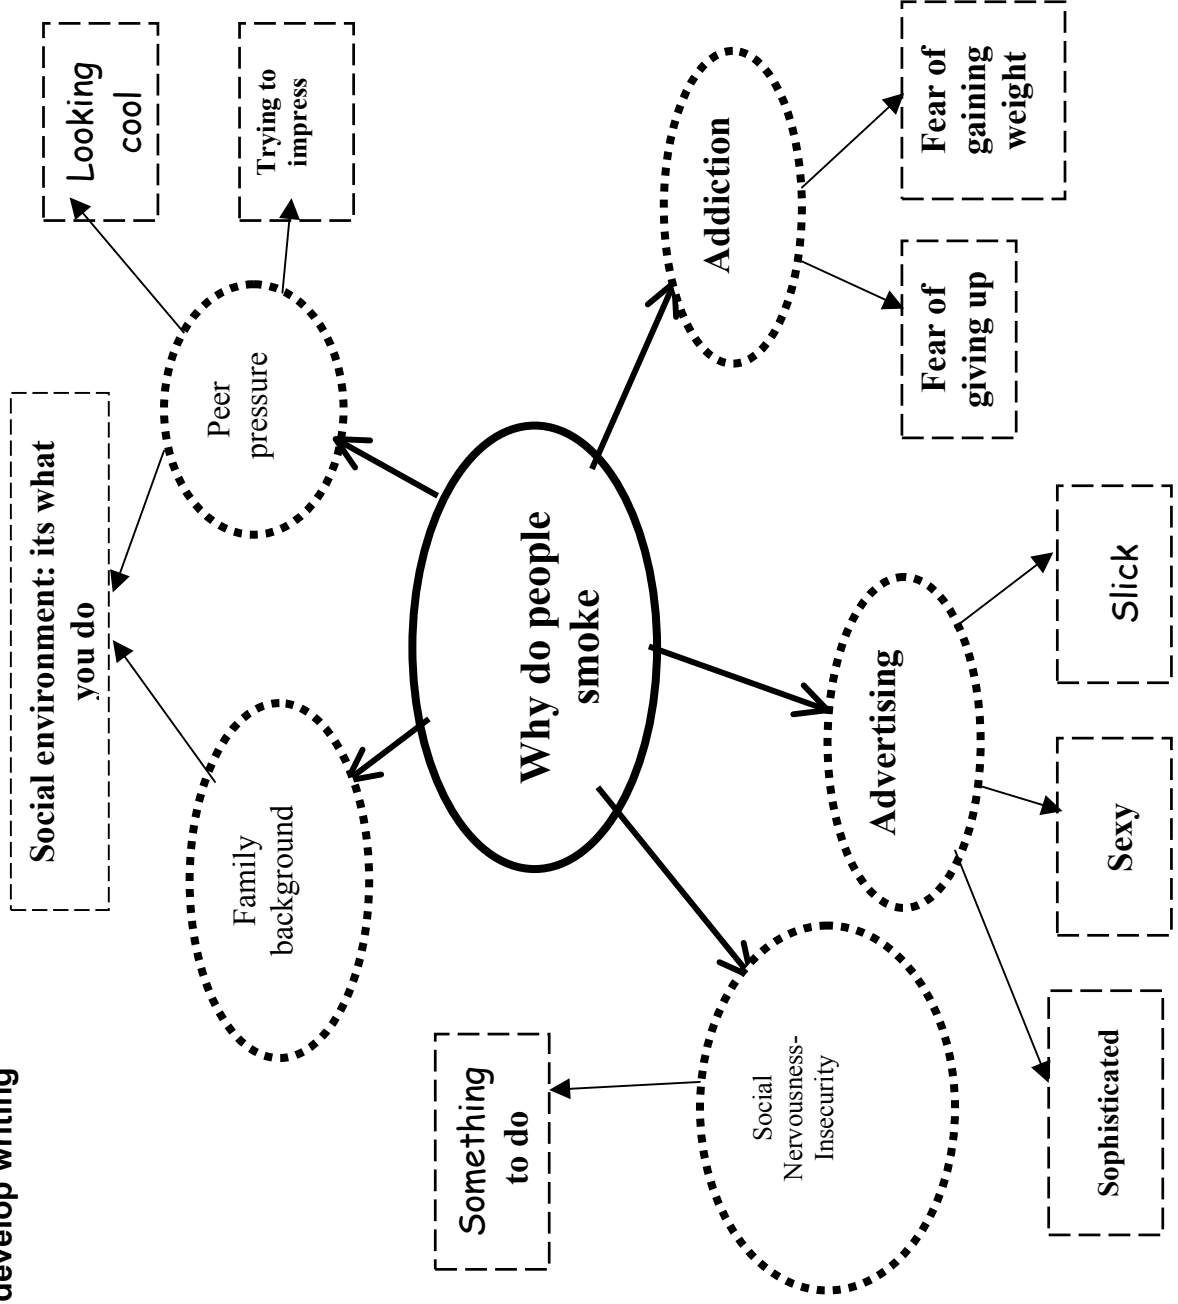 develop writing
Social environment: its what
you do
Looking
cool
Trying to
impress
Family
background
Peer
pressure
Something
to do
Why do people
smoke
Social
Nervousness-
Insecurity
Advertising
Addiction
Fear of
giving up
Fear of
gaining
weight
Sophisticated
Sexy
Slick